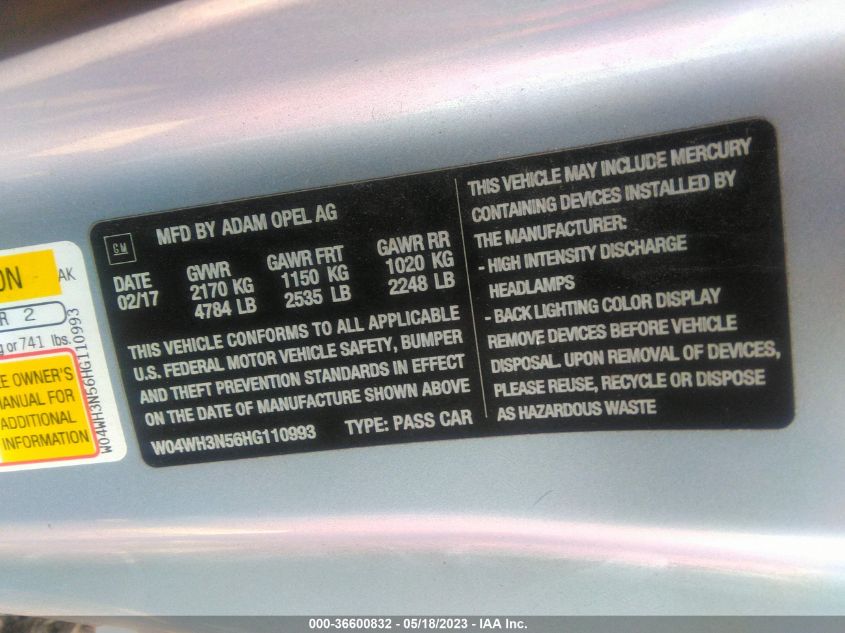 GM
MFD BY ADAM OPEL AG
DATE GVWR GAWR FRT GAWR RR
02/17 2170 KG 1150 KG 1020 KG
4784 LB 2535 LB 2248 LB
THIS VEHICLE CONFORMS TO ALL APPLICABLE
U.S. FEDERAL MOTOR VEHICLE SAFETY, BUMPER
AND THEFT PREVENTION STANDARDS IN EFFECT
ON THE DATE OF MANUFACTURE SHOWN ABOVE
W04WH3N56HG110993 TYPE: PASS CAR
THIS VEHICLE MAY INCLUDE MERCURY
CONTAINING DEVICES INSTALLED BY
THE MANUFACTURER:
- HIGH INTENSITY DISCHARGE
HEADLAMPS
- BACK LIGHTING COLOR DISPLAY
REMOVE DEVICES BEFORE VEHICLE
DISPOSAL. UPON REMOVAL OF DEVICES,
PLEASE REUSE, RECYCLE OR DISPOSE
AS HAZARDOUS WASTE
ON AK
R 2
g or 741 lbs.
E OWNER'S
ANUAL FOR
ADDITIONAL
INFORMATION
W04WH3N56HG110993
000-36600832 - 05/18/2023 - IAA Inc.